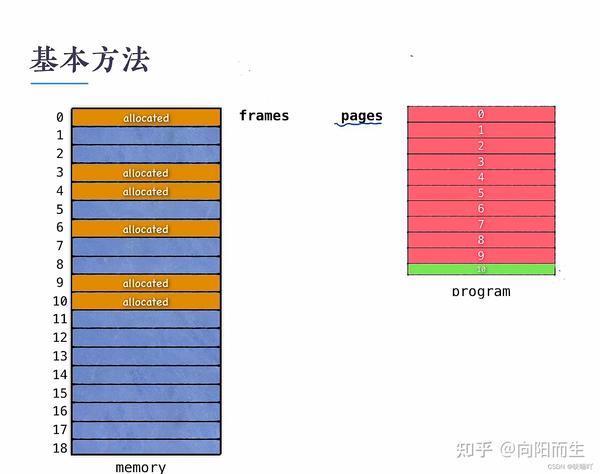 基本方法
frames
pages
0 allocated
1
2
3 allocated
4 allocated
5
6 allocated
7
8
9 allocated
10 allocated
11
12
13
14
15
16
17
18
memory
0
1
2
3
4
5
6
7
8
9
10
program
知乎 @向阳而生